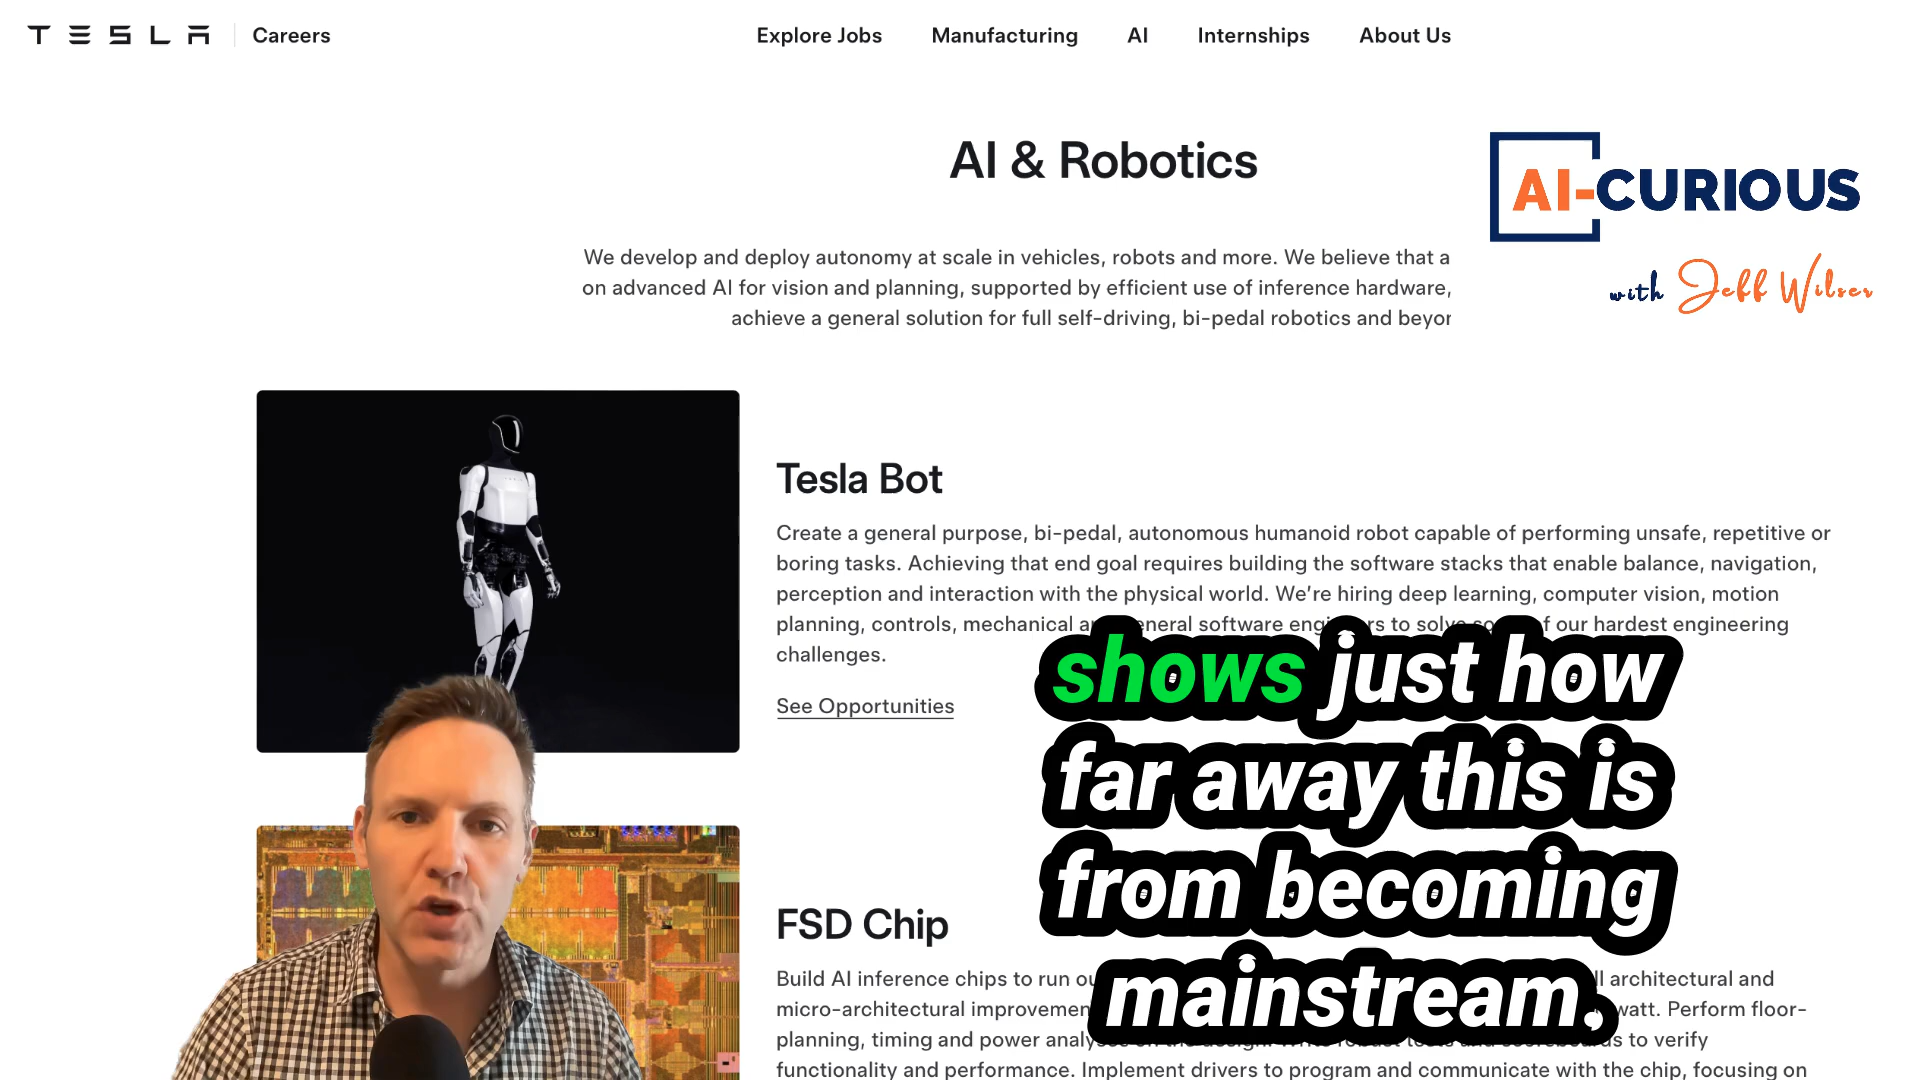 TESLA Careers Explore Jobs Manufacturing AI Internships About Us
AI & Robotics
AI-CURIOUS
with Jeff Wilser
We develop and deploy autonomy at scale in vehicles, robots and more. We believe that a
on advanced AI for vision and planning, supported by efficient use of inference hardware,
achieve a general solution for full self-driving, bi-pedal robotics and
Tesla Bot
Create a general purpose, bi-pedal, autonomous humanoid robot capable of performing unsafe, repetitive or
boring tasks. Achieving that end goal requires building the software stacks that enable balance, navigation,
perception and interaction with the physical world. We're hiring deep learning, computer vision, motion
planning, controls, mechanical software to our hardest engineering
challenges.
See Opportunities
shows just how
far away this is
from becoming
mainstream.
FSD Chip
Build AI inference chips to run architectural and
micro-architectural watt. Perform floor-
planning, timing and power to verify
functionality and performance. Implement drivers to program and communicate with the chip, focusing on